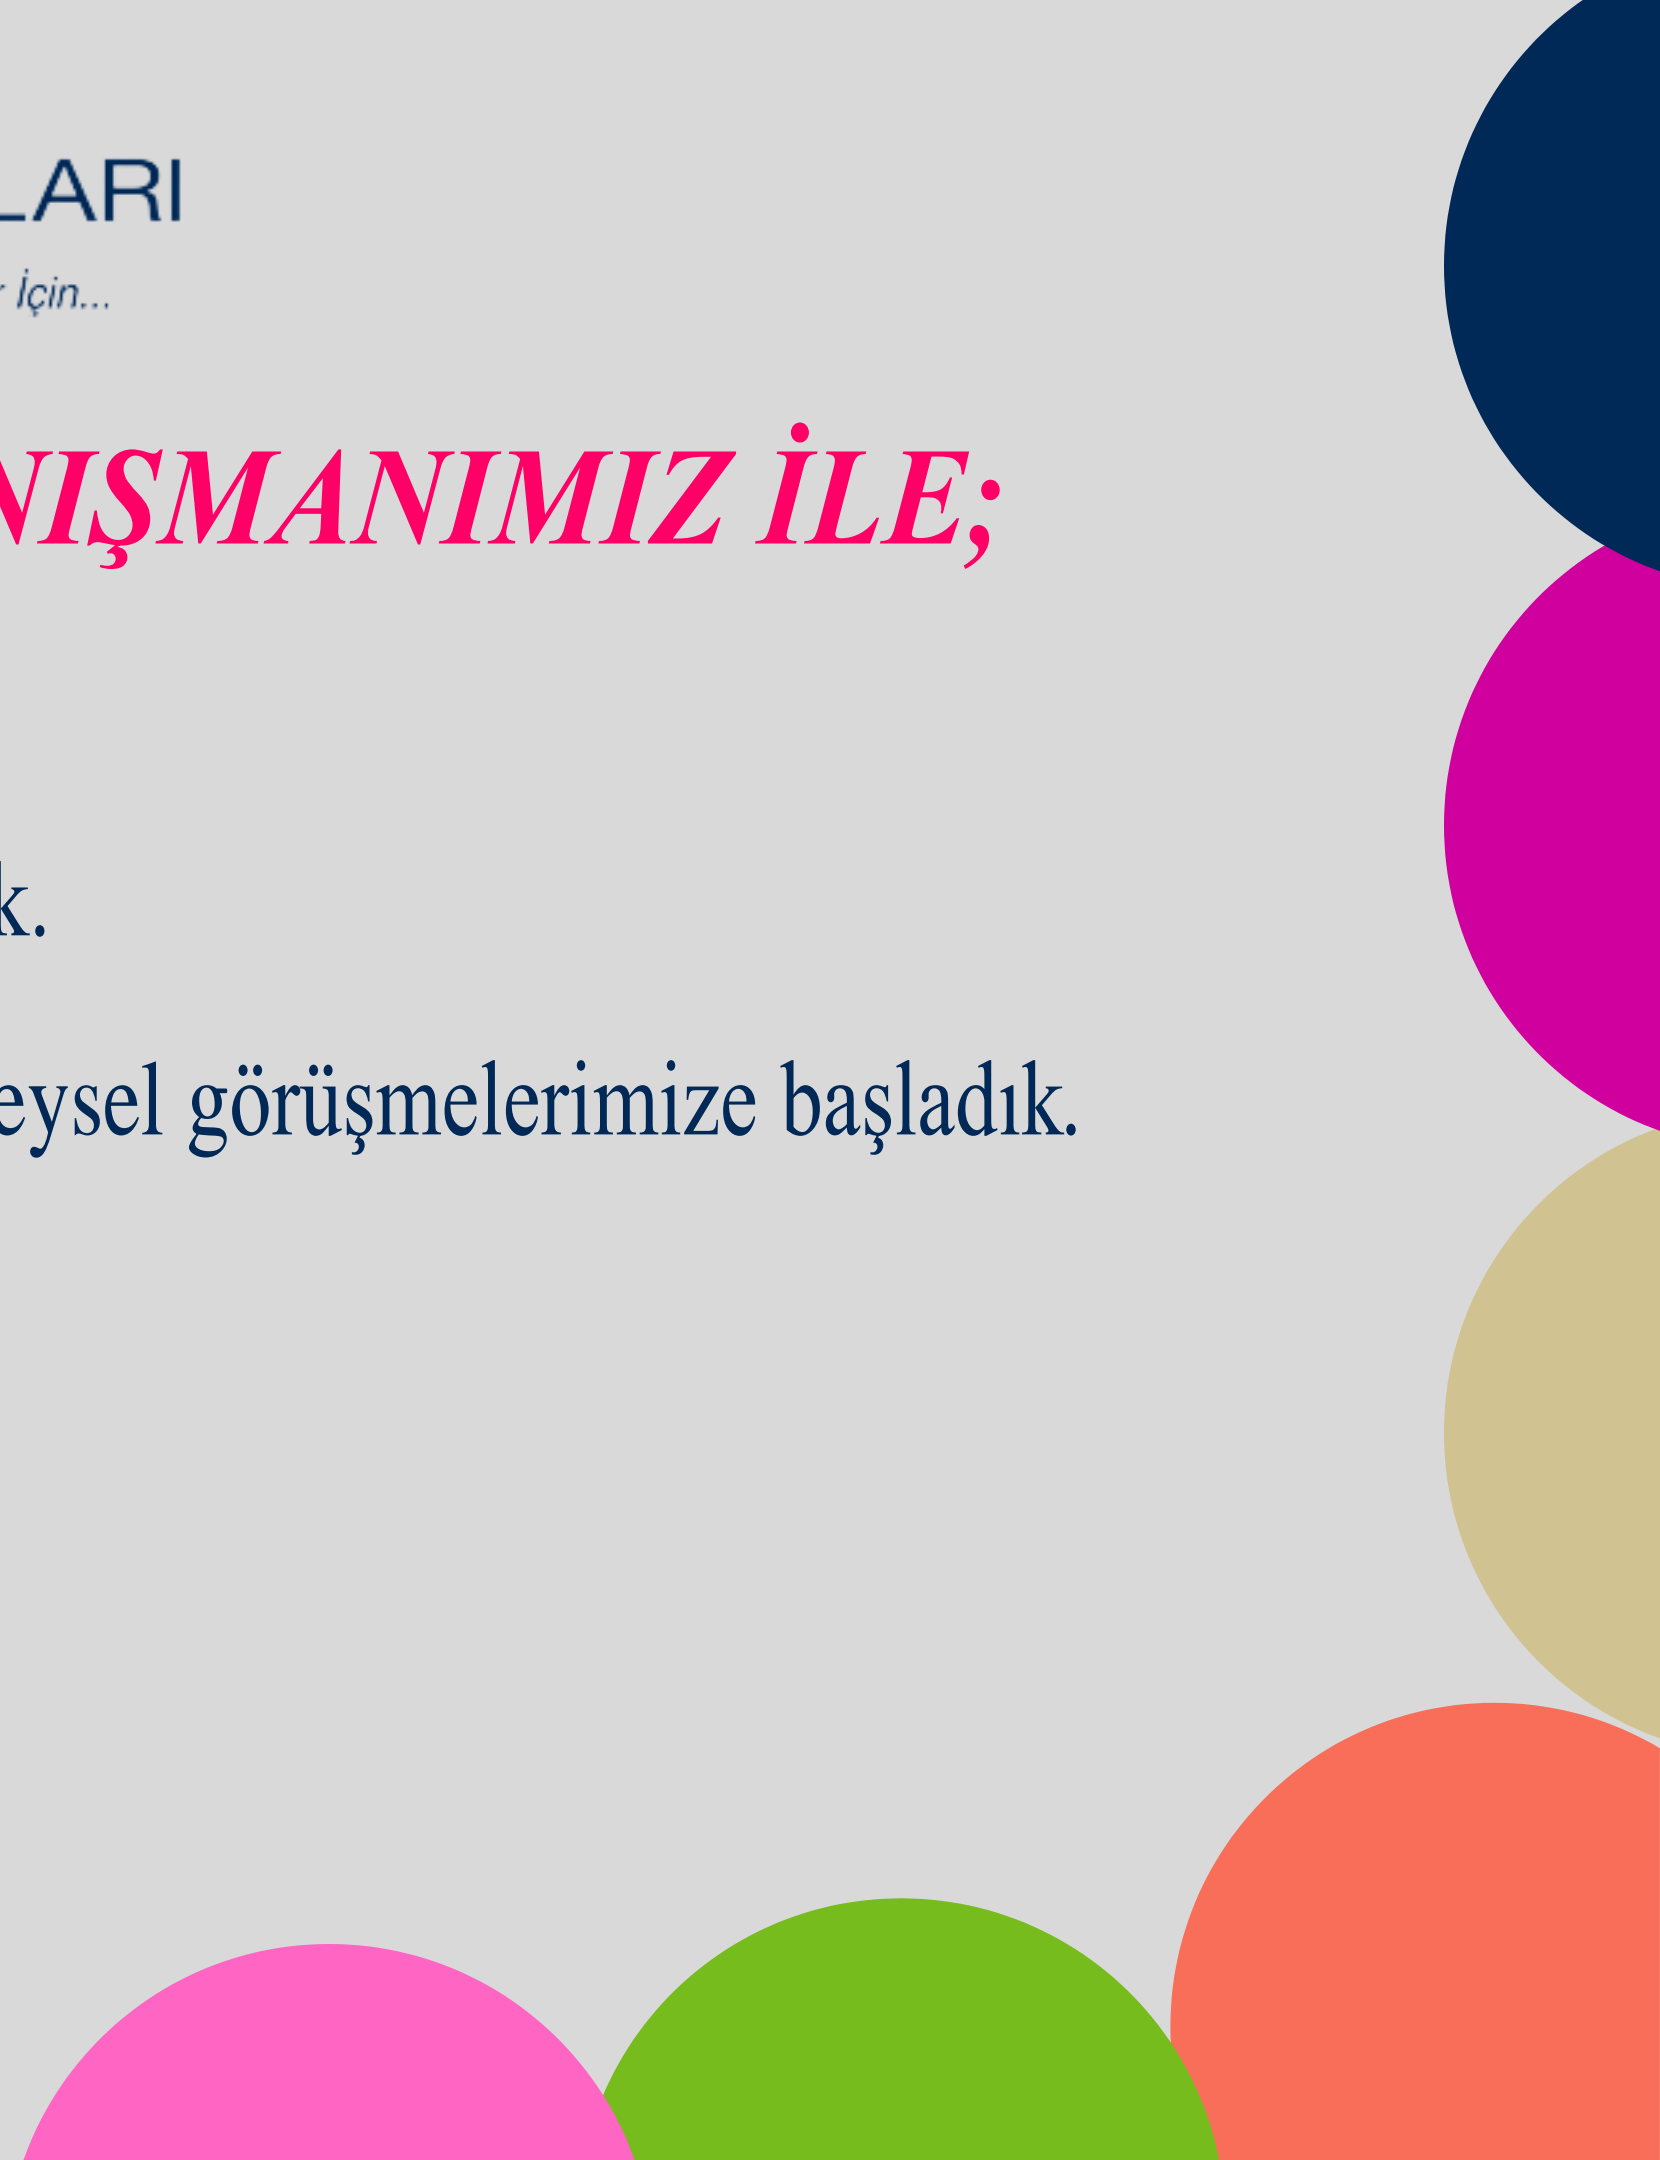 LARI
İçin...
NIŞMANIMIZ İLE;
k.
eysel görüşmelerimize başladık.